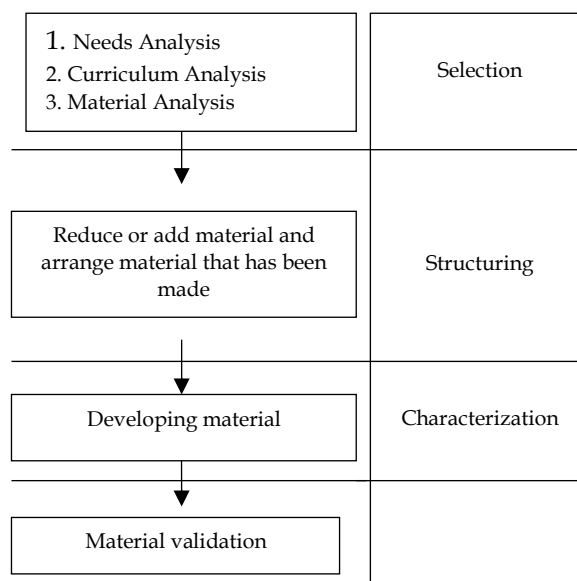 1. Needs Analysis
2. Curriculum Analysis
3. Material Analysis
Selection
Reduce or add material and
arrange material that has been
made
Structuring
Developing material
Characterization
Material validation